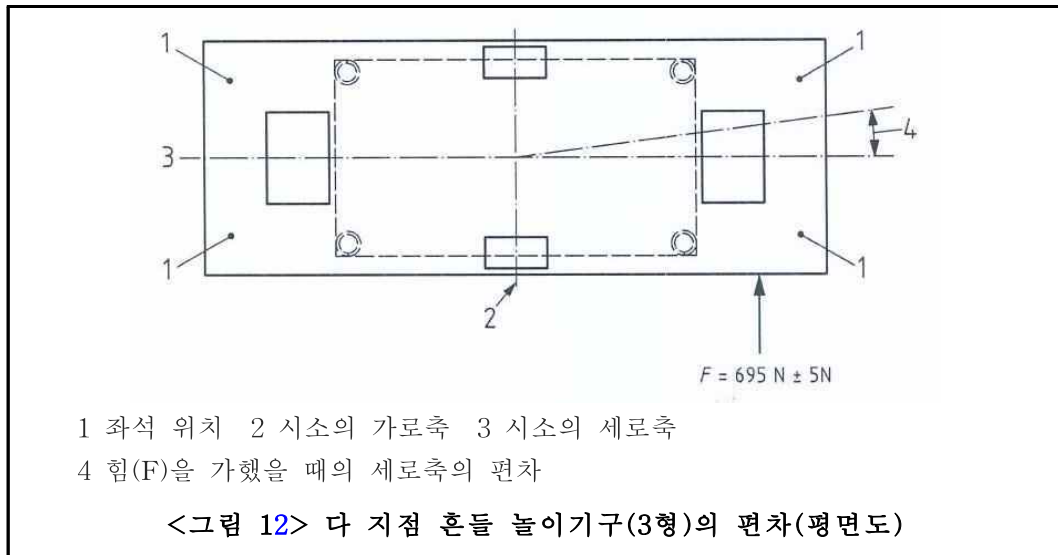 1
1
3
4
1
1
2
F = 695 N ± 5N
1 좌석 위치 2 시소의 가로축 3 시소의 세로축
4 힘(F)을 가했을 때의 세로축의 편차
<그림 12> 다 지점 흔들 놀이기구(3형)의 편차(평면도)